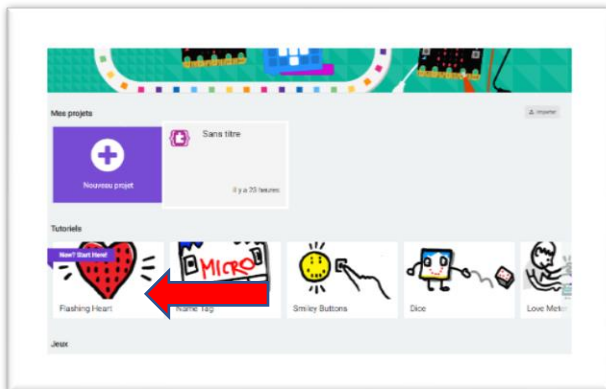 Mes projets
Importer
Nouveau projet
Sans titre
il y a 23 heures
Tutoriels
New? Start Here!
MICRO
Flashing Heart
Name Tag
Smiley Buttons
Dice
Love Meter
Jeux